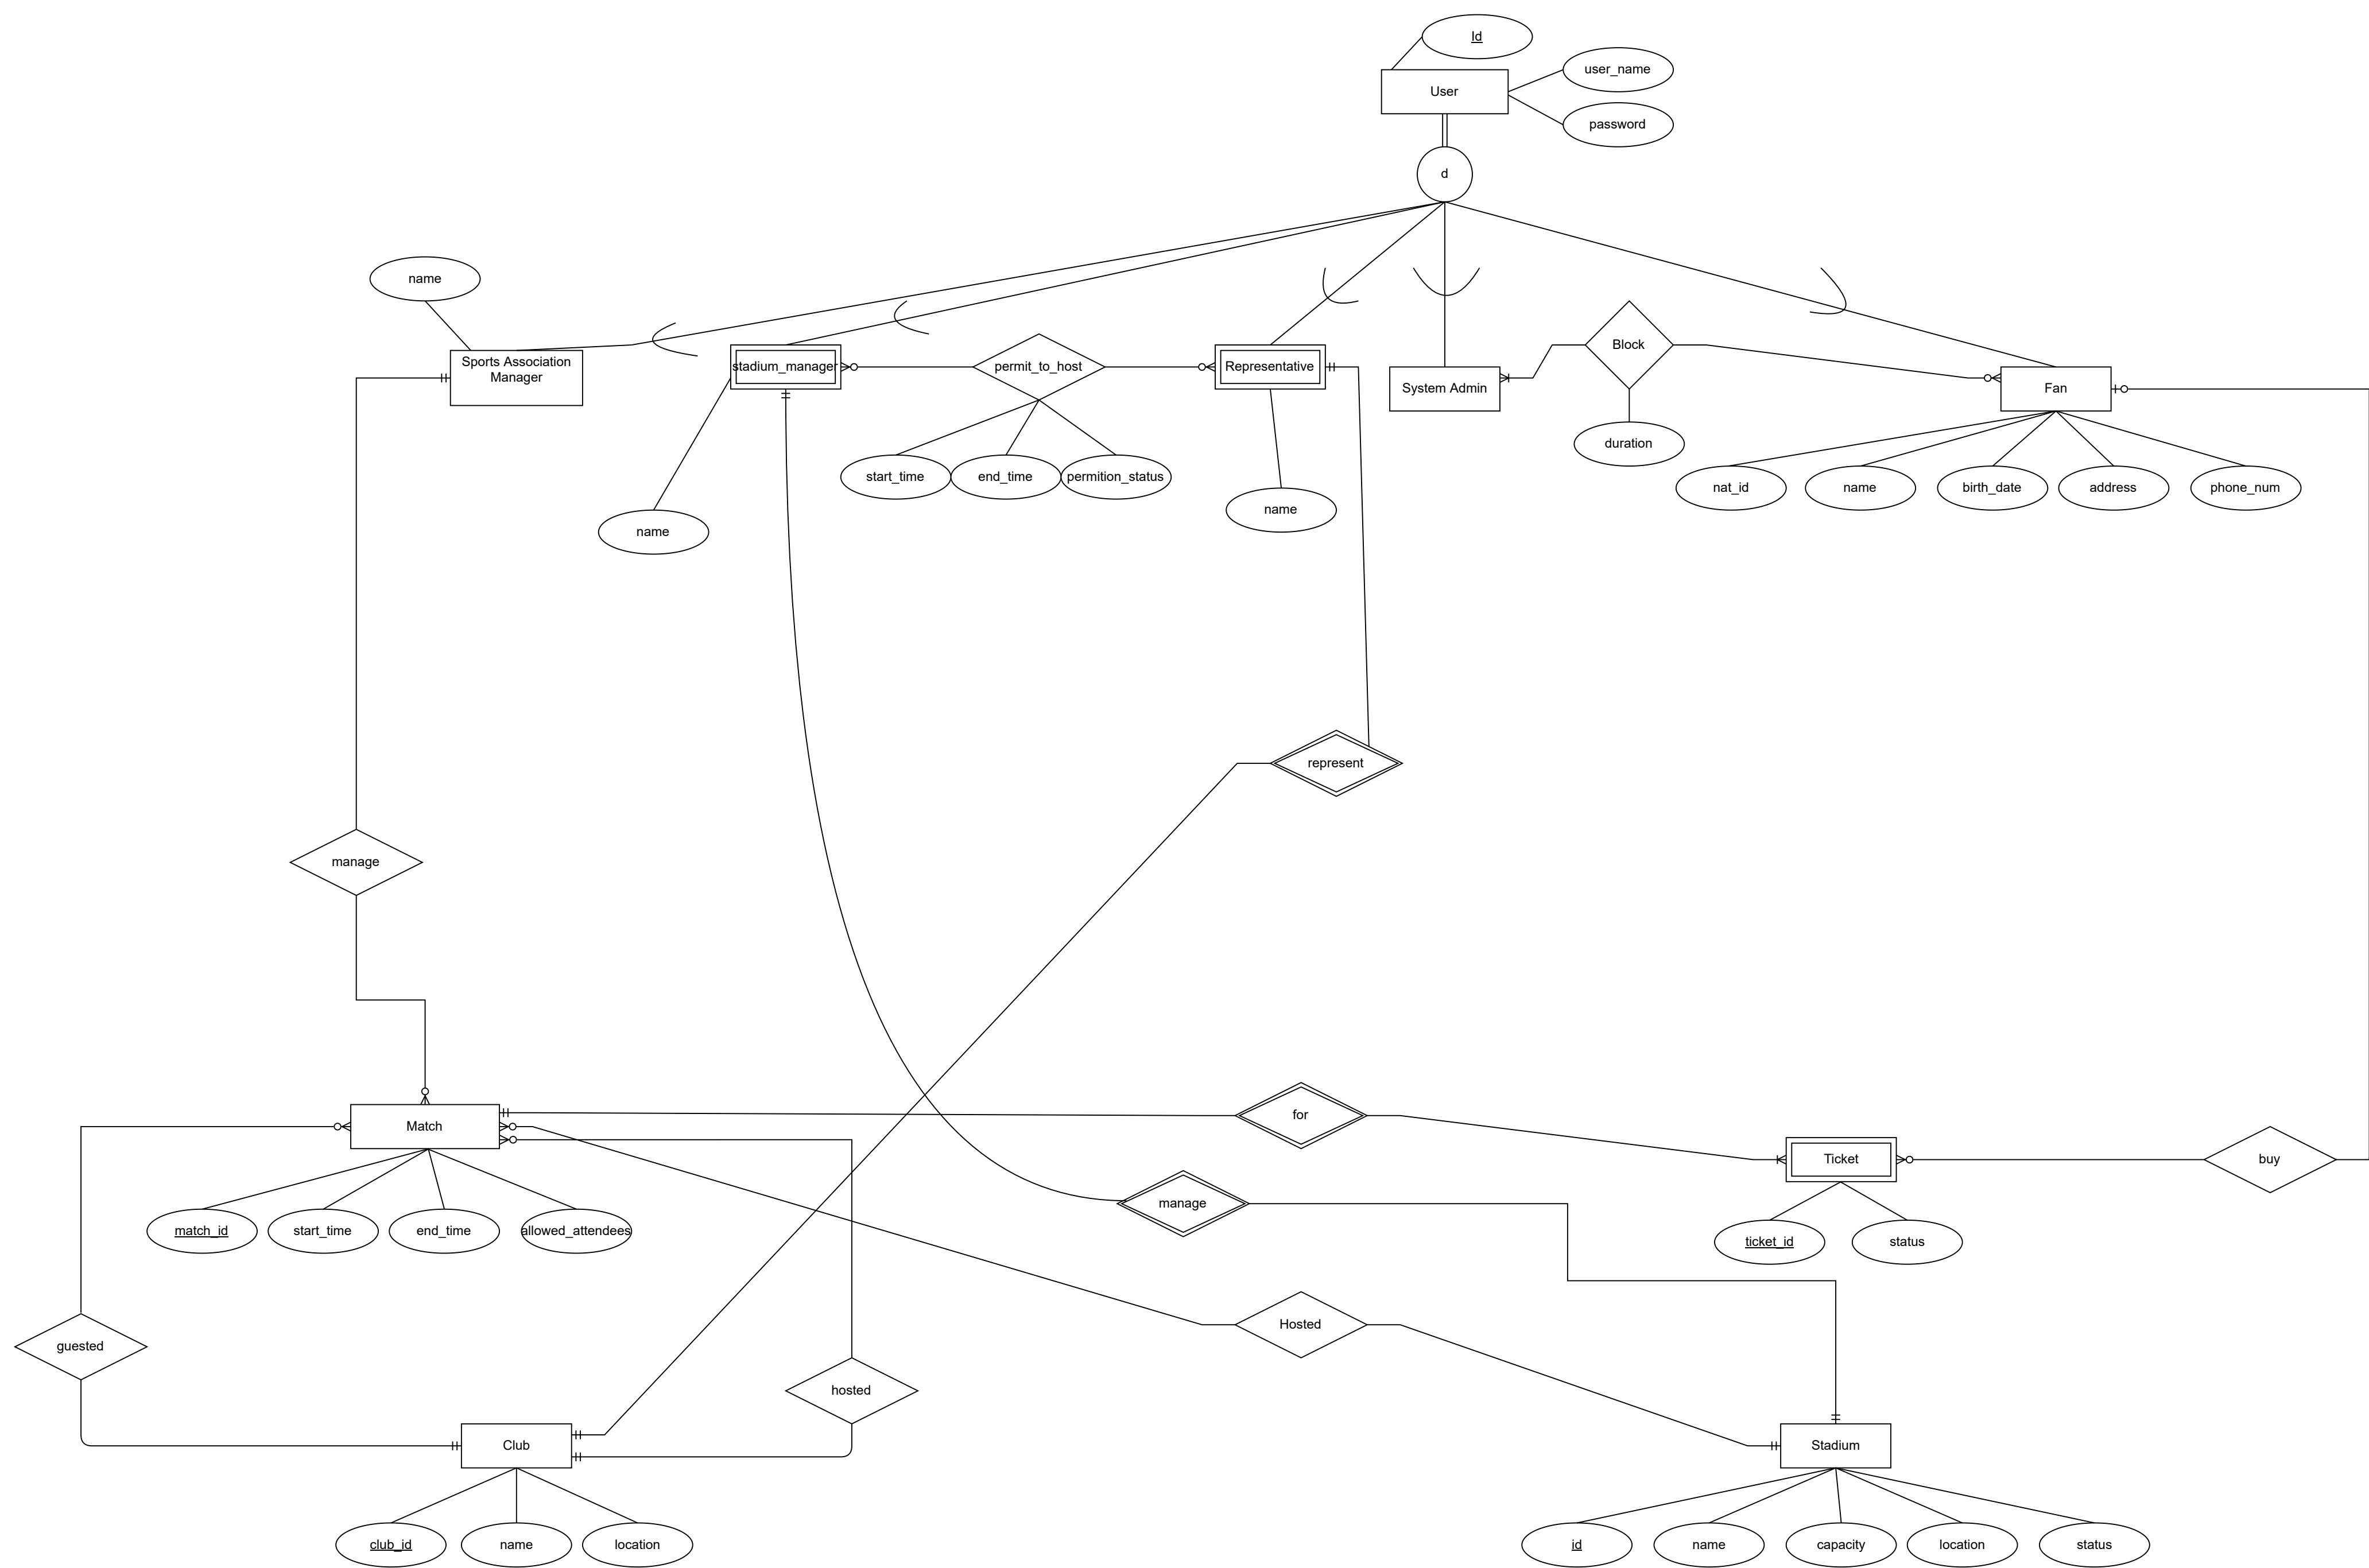 Id
user_name
User
password
d
name
Sports Association
Manager
stadium_manager
permit_to_host
Representative
System Admin
Block
Fan
duration
start_time
end_time
permition_status
name
name
nat_id
name
birth_date
address
phone_num
represent
manage
Match
for
Ticket
buy
match_id
start_time
end_time
allowed_attendees
manage
ticket_id
status
guested
Hosted
hosted
Club
Stadium
club_id
name
location
id
name
capacity
location
status